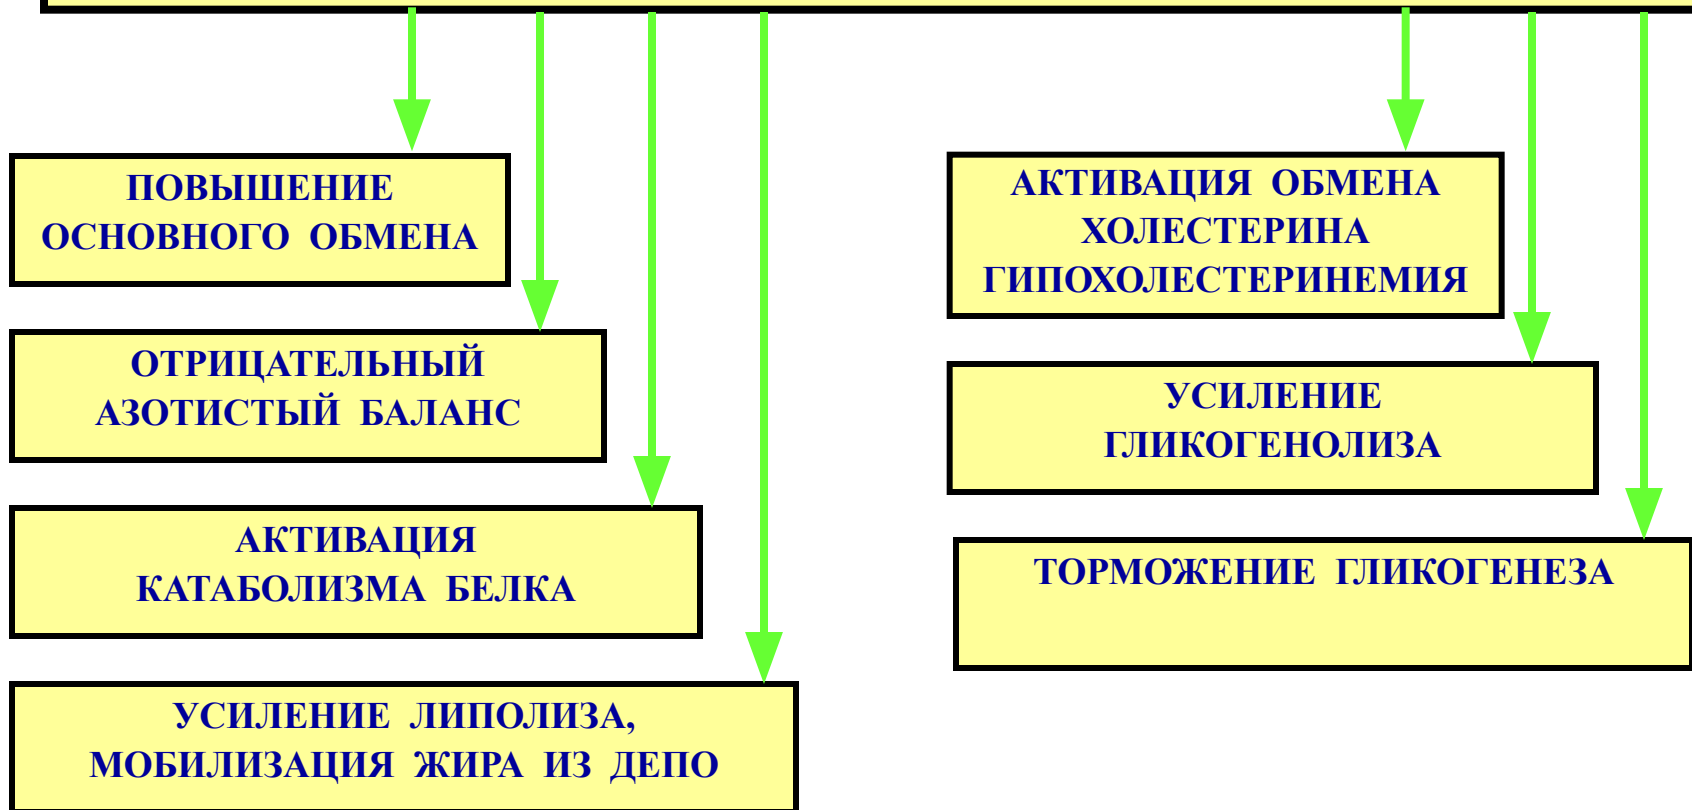 ПОВЫШЕНИЕ
ОСНОВНОГО ОБМЕНА
ОТРИЦАТЕЛЬНЫЙ
АЗОТИСТЫЙ БАЛАНС
АКТИВАЦИЯ
КАТАБОЛИЗМА БЕЛКА
УСИЛЕНИЕ ЛИПОЛИЗА,
МОБИЛИЗАЦИЯ ЖИРА ИЗ ДЕПО
АКТИВАЦИЯ ОБМЕНА
ХОЛЕСТЕРИНА
ГИПОХОЛЕСТЕРИНЕМИЯ
УСИЛЕНИЕ
ГЛИКОГЕНОЛИЗА
ТОРМОЖЕНИЕ ГЛИКОГЕНЕЗА